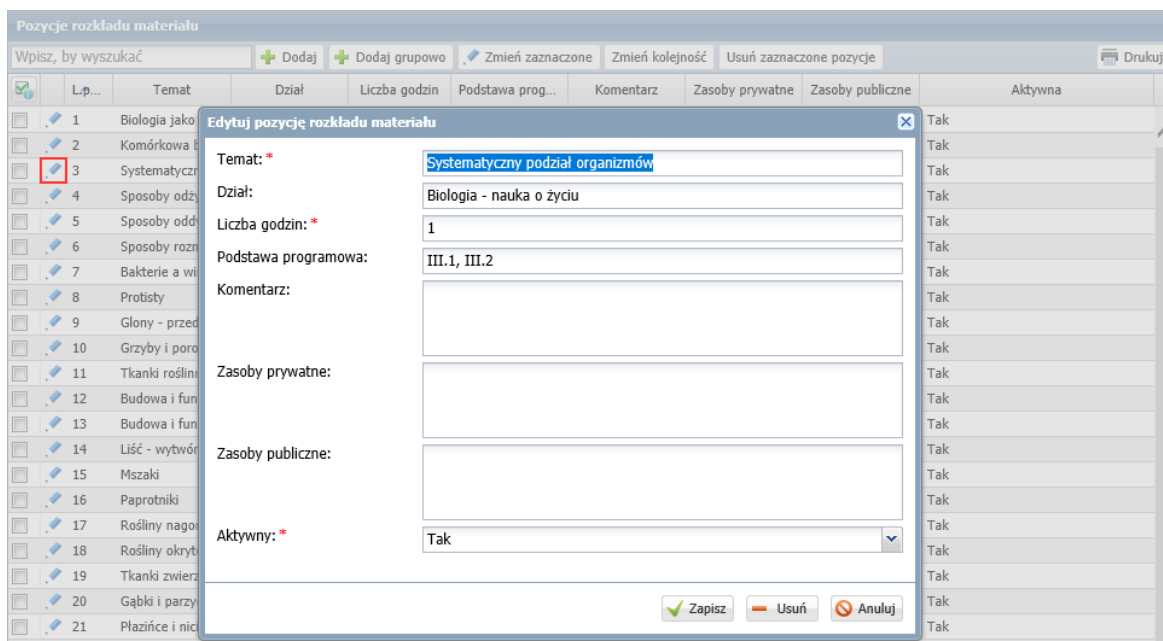 Pozycje rozkładu materiału
Wpisz, by wyszukać Dodaj Dodaj grupowo Zmień zaznaczone Zmień kolejność Usuń zaznaczone pozycje Drukuj
L.p... Temat Dział Liczba godzin Podstawa prog... Komentarz Zasoby prywatne Zasoby publiczne Aktywna
1 Biologia jako Tak
2 Komórkowa b Tak
3 Systematyczn Tak
4 Sposoby odży Tak
5 Sposoby odd Tak
6 Sposoby rozn Tak
7 Bakterie a wi Tak
8 Protisty Tak
9 Glony - przed Tak
10 Grzyby i poro Tak
11 Tkanki roślinn Tak
12 Budowa i fun Tak
13 Budowa i fun Tak
14 Liść - wytwór Tak
15 Mszaki Tak
16 Paprotniki Tak
17 Rośliny nago Tak
18 Rośliny okryt Tak
19 Tkanki zwierz Tak
20 Gąbki i parzy Tak
21 Płazińce i nici Tak
Edytuj pozycję rozkładu materiału
Temat: * Systematyczny podział organizmów
Dział: Biologia - nauka o życiu
Liczba godzin: * 1
Podstawa programowa: III.1, III.2
Komentarz:
Zasoby prywatne:
Zasoby publiczne:
Aktywny: * Tak
Zapisz Usuń Anuluj